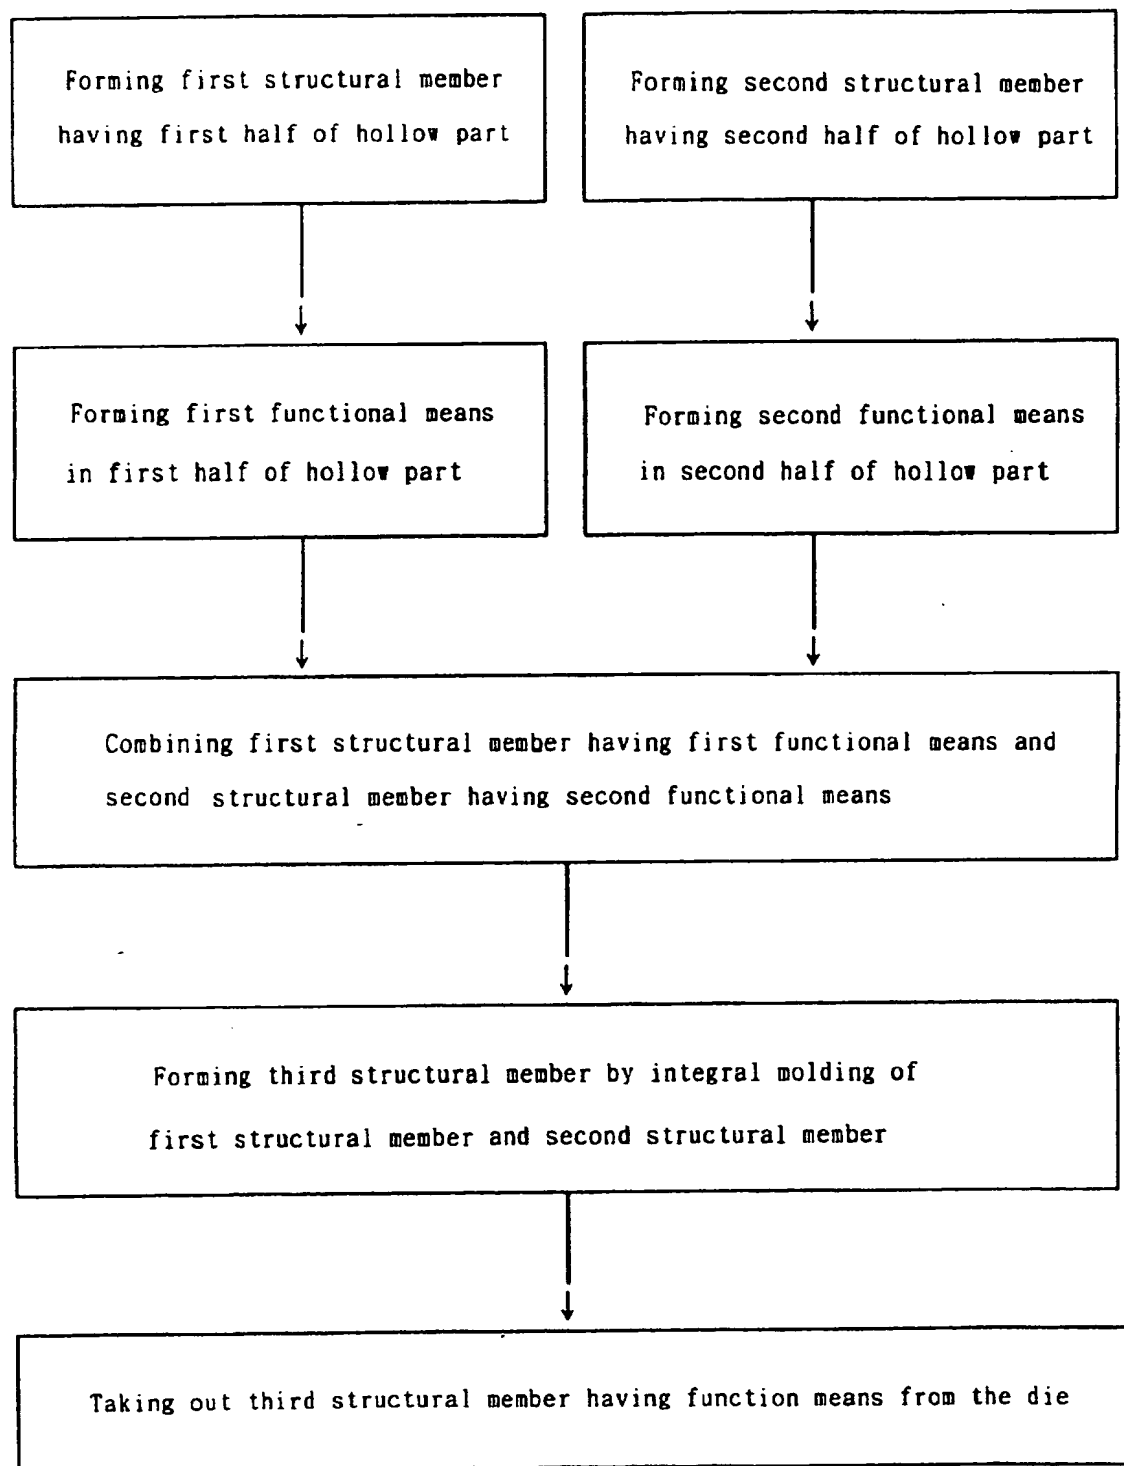 Forming first structural member
having first half of hollow part
Forming second structural member
having second half of hollow part
Forming first functional means
in first half of hollow part
Forming second functional means
in second half of hollow part
Combining first structural member having first functional means and
second structural member having second functional means
Forming third structural member by integral molding of
first structural member and second structural member
Taking out third structural member having function means from the die